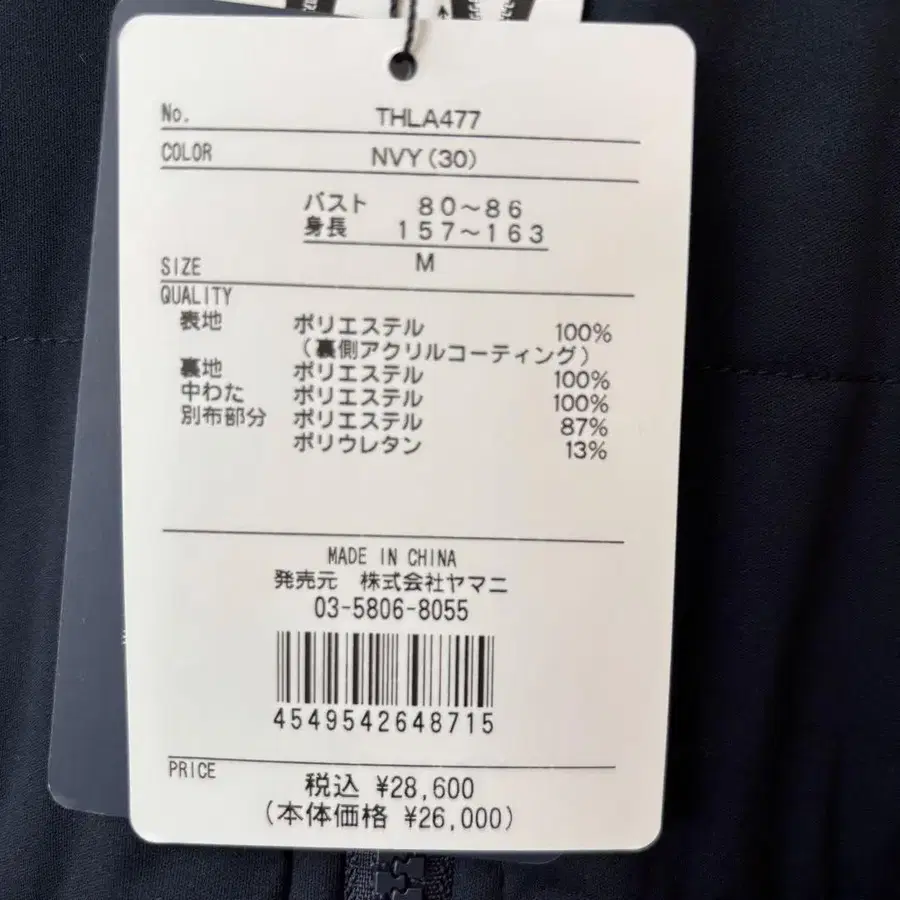 No. THLA477
COLOR NVY(30)
バスト 80～86
身長 157～163
SIZE M
QUALITY
表地 ポリエステル 100%
(裏側アクリルコーティング)
裏地 ポリエステル 100%
中わた ポリエステル 100%
別布部分 ポリエステル 87%
ポリウレタン 13%
MADE IN CHINA
発売元 株式会社ヤマニ
03-5806-8055
4549542648715
PRICE 税込 ¥28,600
(本体価格 ¥26,000)